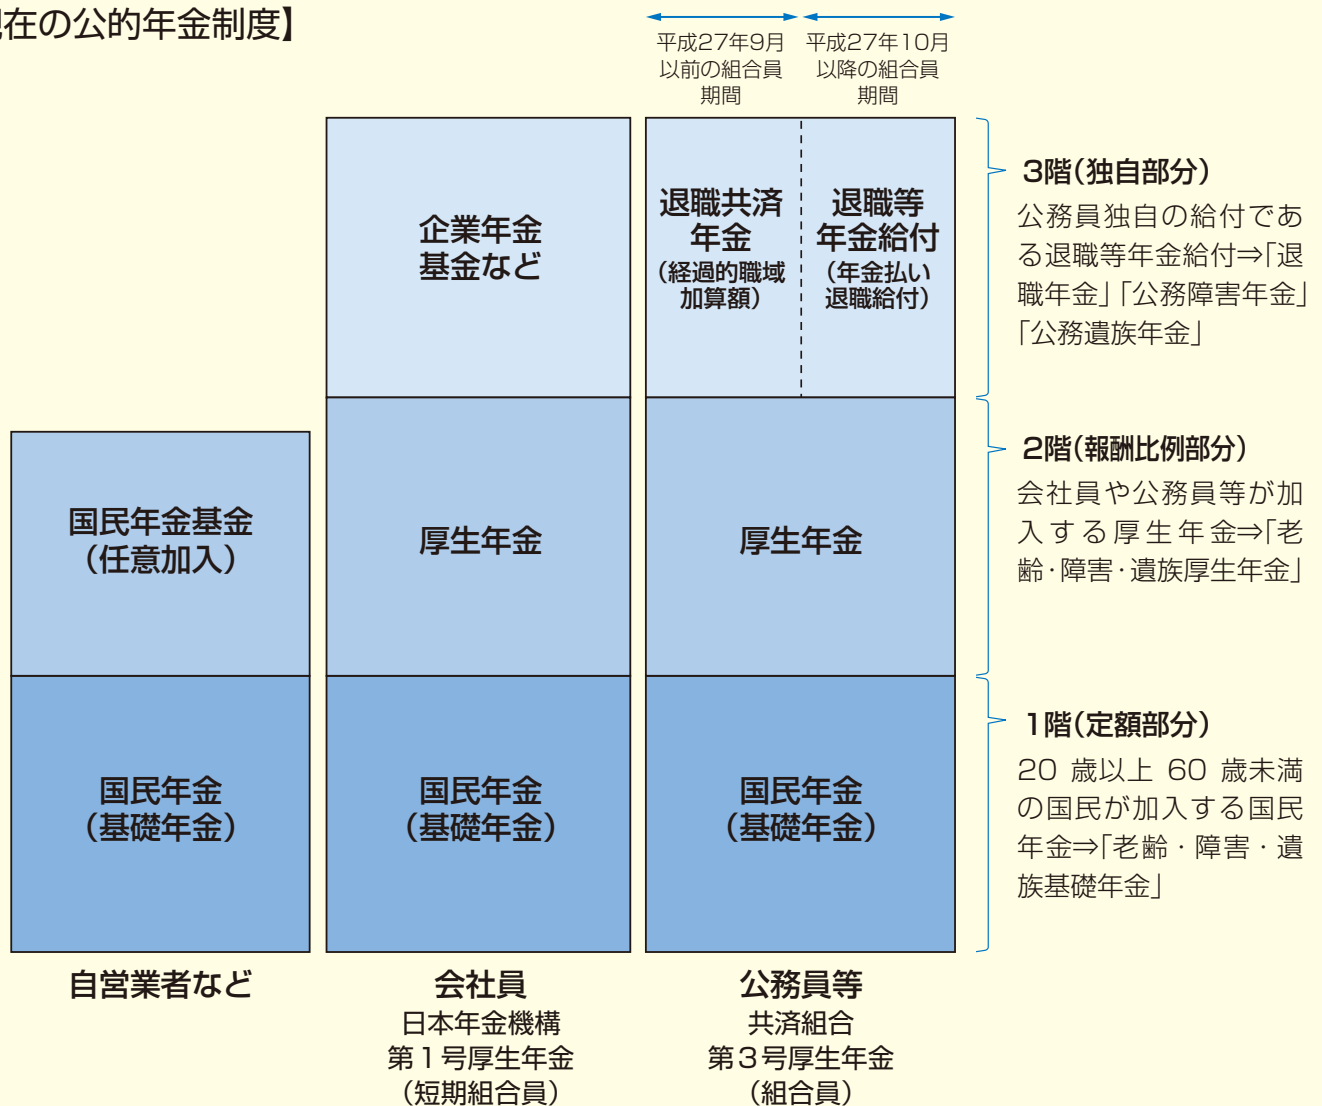 在の公的年金制度】
平成27年9月
以前の組合員
期間
平成27年10月
以降の組合員
期間
企業年金
基金など
退職共済
年金
(経過的職域
加算額)
退職等
年金給付
(年金払い
退職給付)
3階(独自部分)
公務員独自の給付であ
る退職等年金給付⇒「退
職年金」「公務障害年金」
「公務遺族年金」
国民年金基金
(任意加入)
厚生年金
厚生年金
2階(報酬比例部分)
会社員や公務員等が加
入する厚生年金⇒「老
齢・障害・遺族厚生年金」
国民年金
(基礎年金)
国民年金
(基礎年金)
国民年金
(基礎年金)
1階(定額部分)
20 歳以上 60 歳未満
の国民が加入する国民
年金⇒「老齢・障害・遺
族基礎年金」
自営業者など
会社員
日本年金機構
第1号厚生年金
(短期組合員)
公務員等
共済組合
第3号厚生年金
(組合員)